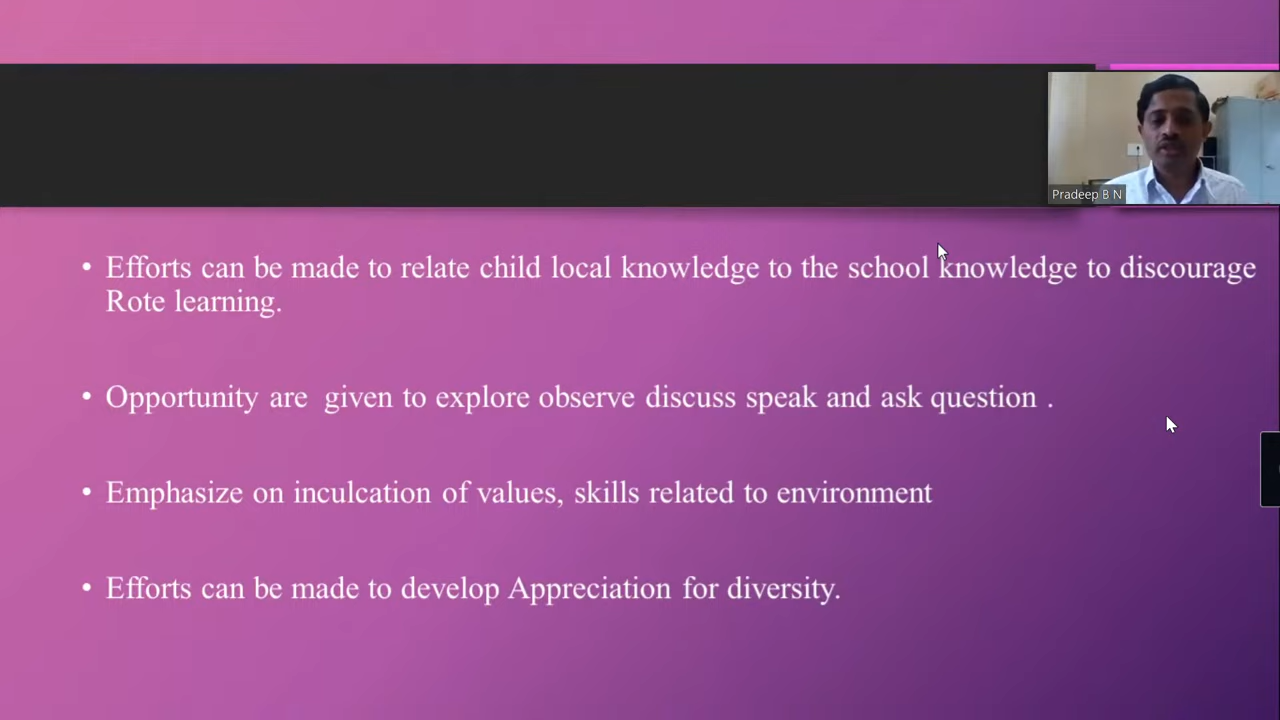 Pradeep B N
• Efforts can be made to relate child local knowledge to the school knowledge to discourage
Rote learning.
• Opportunity are  given to explore observe discuss speak and ask question .
• Emphasize on inculcation of values, skills related to environment
• Efforts can be made to develop Appreciation for diversity.